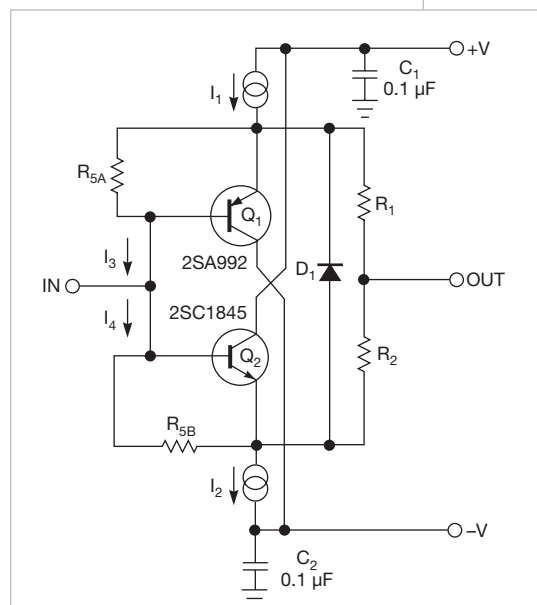 +V
C1
0.1 µF
I1
R5A
R1
Q1
I3
2SA992
D1
IN
OUT
I4
2SC1845
Q2
R2
R5B
I2
–V
C2
0.1 µF